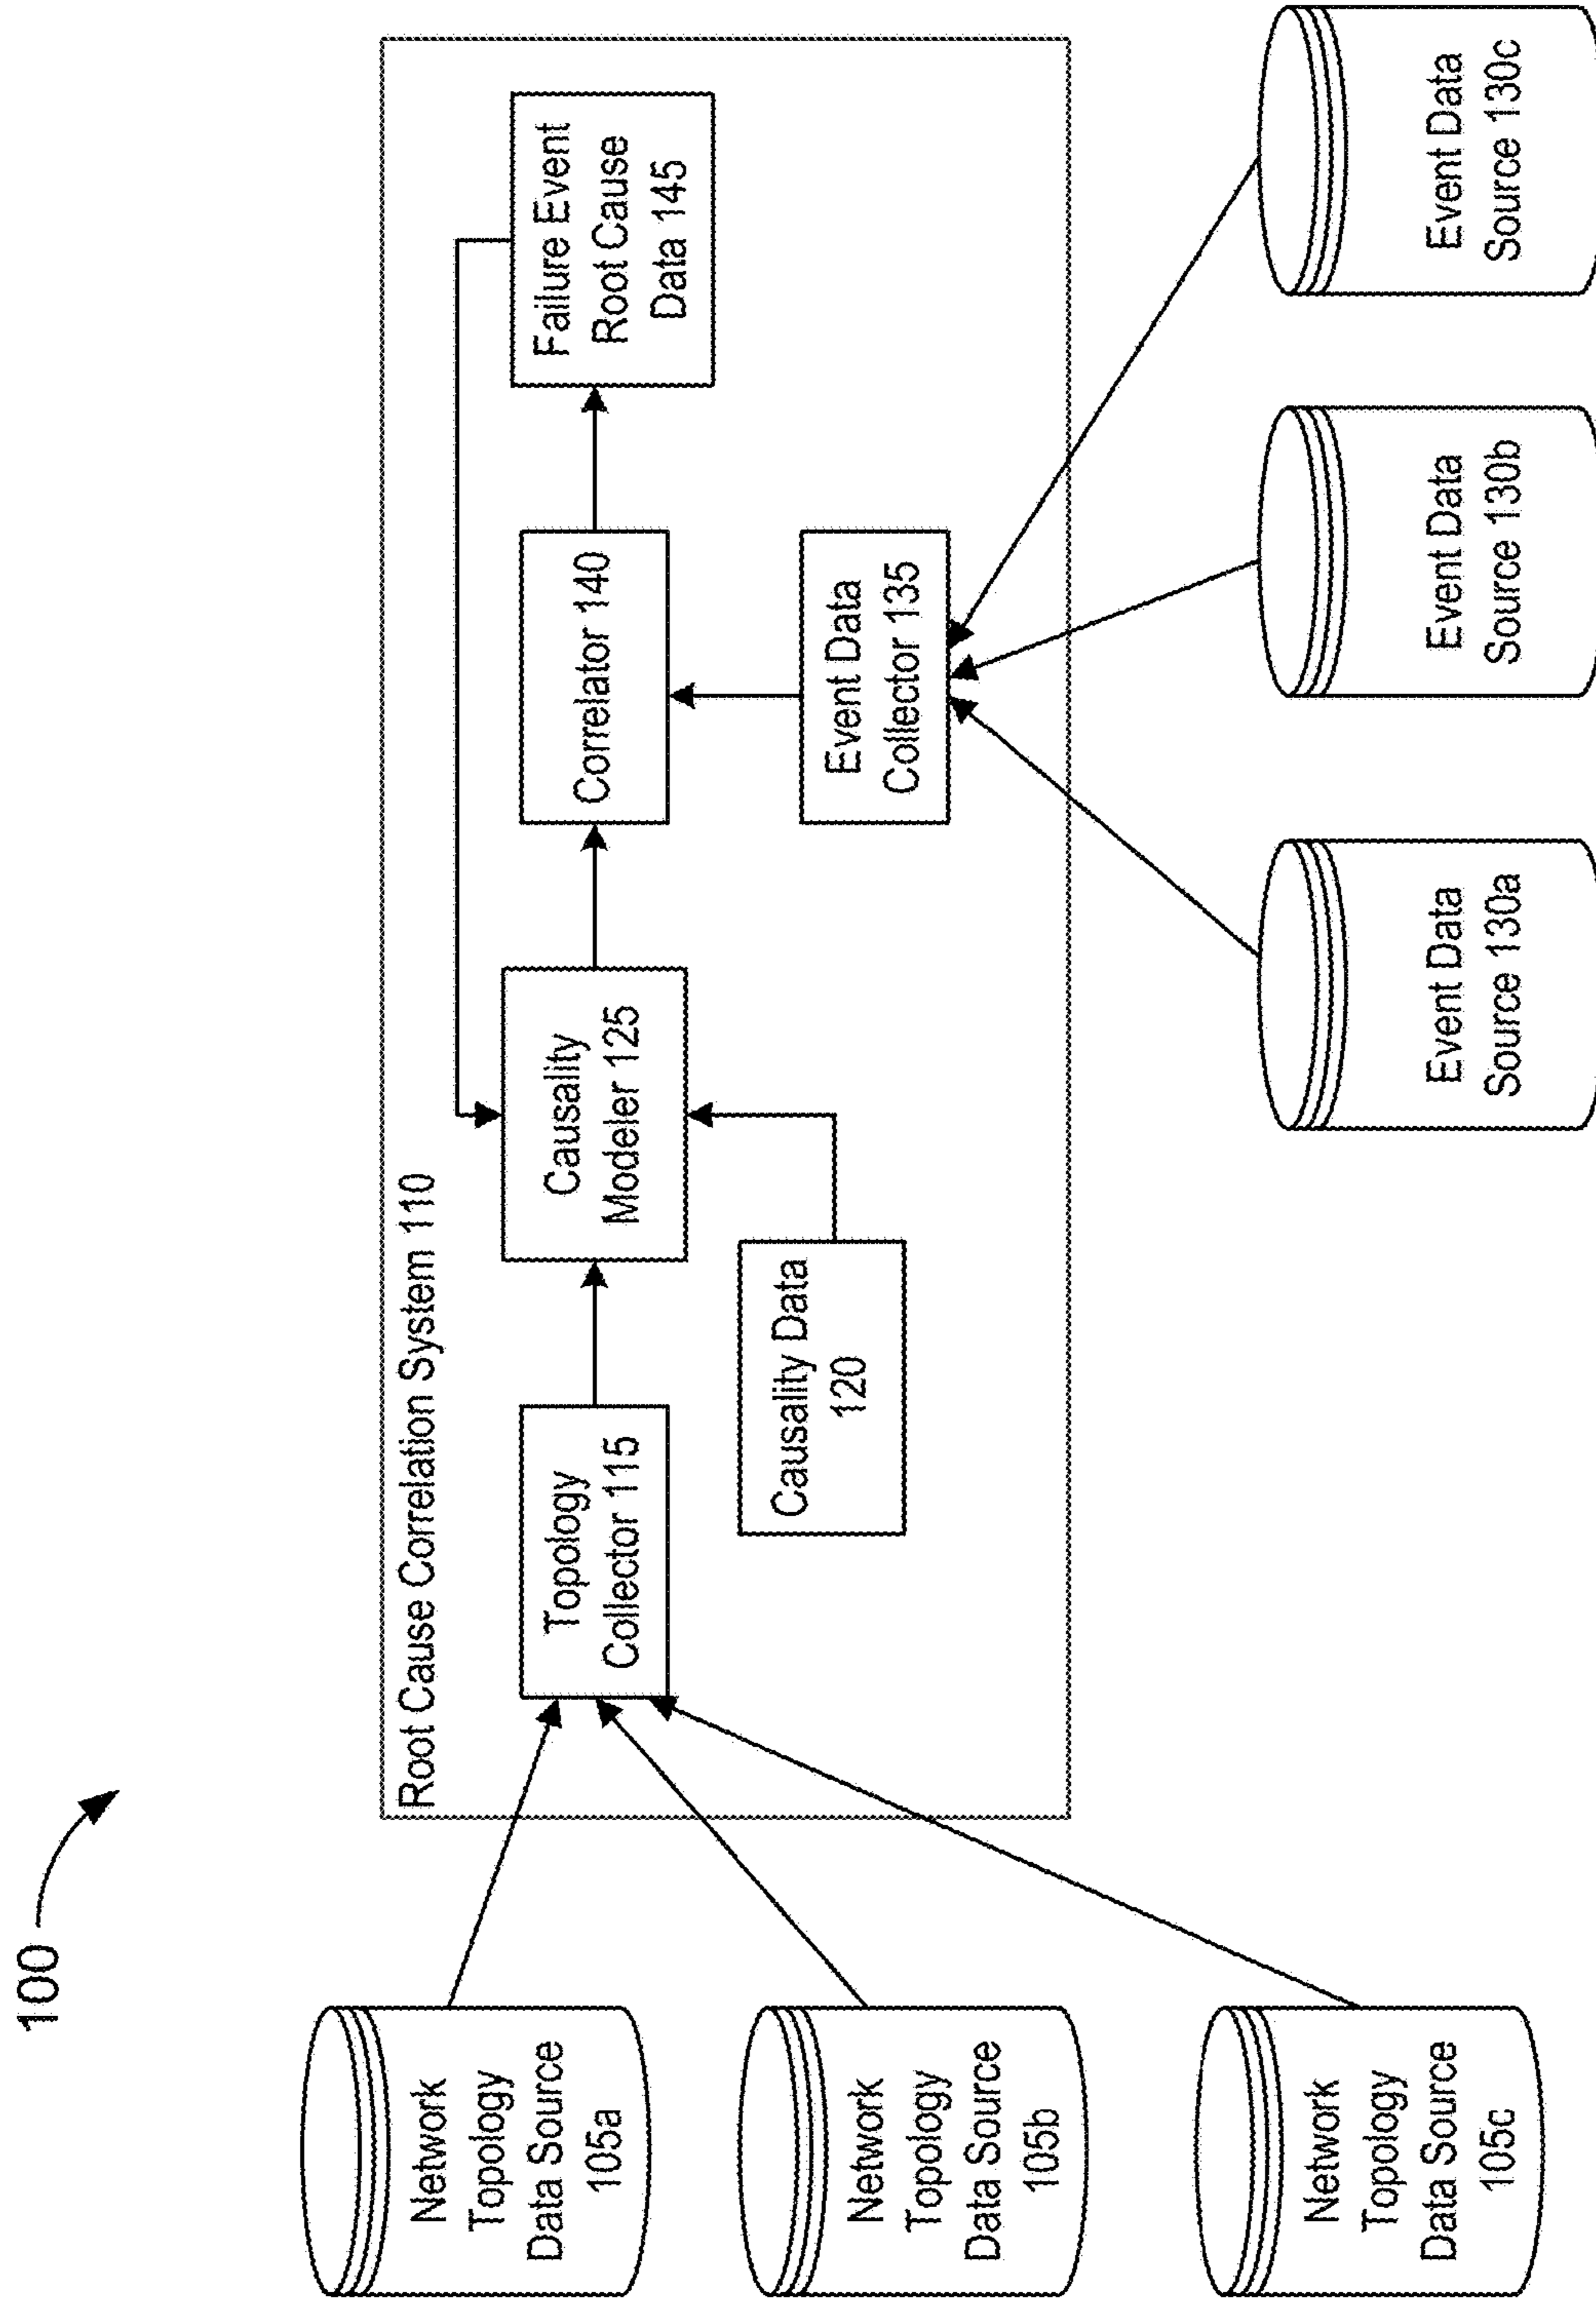 100
Root Cause Correlation System 110
Network
Topology
Data Source
105a
Network
Topology
Data Source
105b
Network
Topology
Data Source
105c
Topology
Collector 115
Causality
Modeler 125
Correlator 140
Failure Event
Root Cause
Data 145
Causality Data
120
Event Data
Collector 135
Event Data
Source 130a
Event Data
Source 130b
Event Data
Source 130c